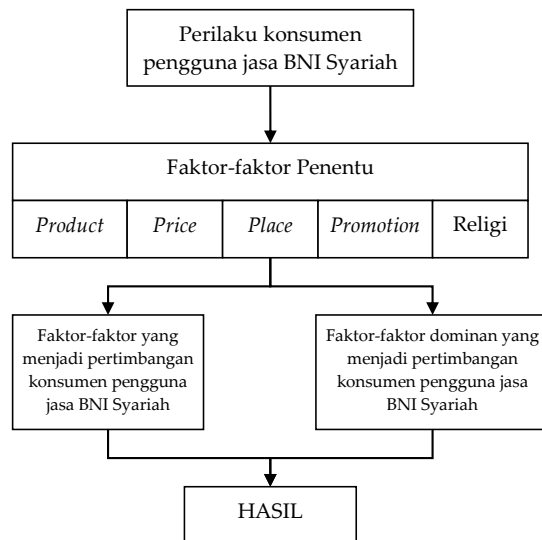 Perilaku konsumen
pengguna jasa BNI Syariah
Faktor-faktor Penentu
Product Price Place Promotion Religi
Faktor-faktor yang
menjadi pertimbangan
konsumen pengguna
jasa BNI Syariah
Faktor-faktor dominan yang
menjadi pertimbangan
konsumen pengguna jasa
BNI Syariah
HASIL